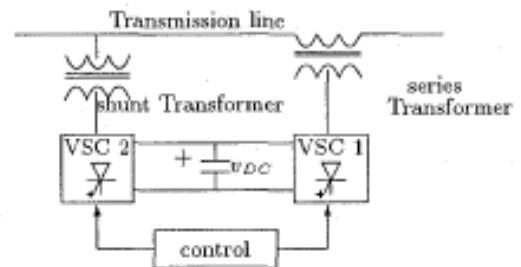 Transmission line
series
Transformer
shunt Transformer
VSC 2
VSC 1
+
v_DC
control